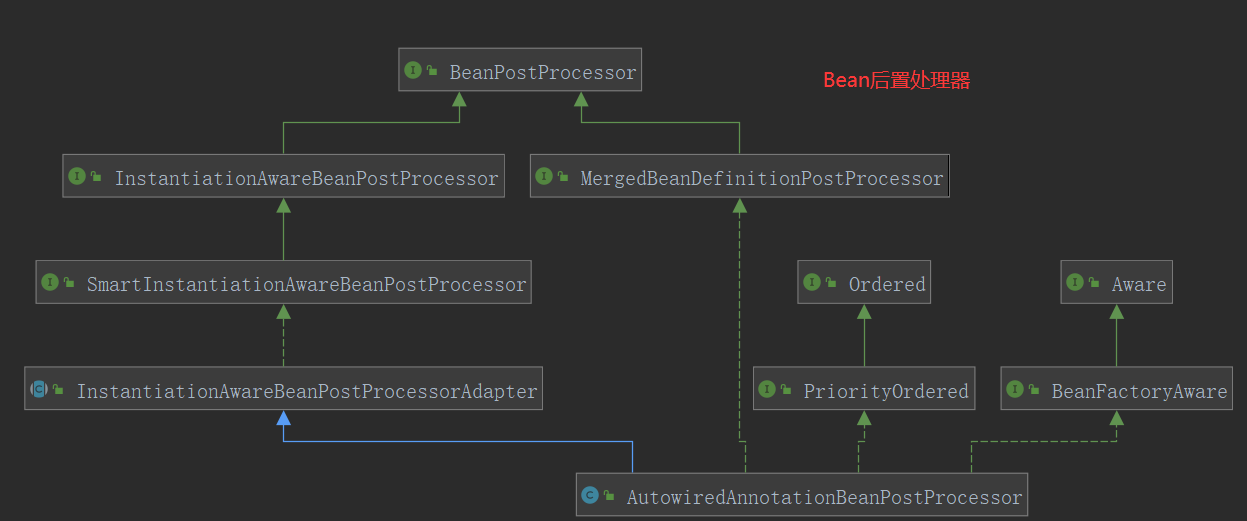 BeanPostProcessor
Bean后置处理器
InstantiationAwareBeanPostProcessor
MergedBeanDefinitionPostProcessor
SmartInstantiationAwareBeanPostProcessor
Ordered
Aware
InstantiationAwareBeanPostProcessorAdapter
PriorityOrdered
BeanFactoryAware
AutowiredAnnotationBeanPostProcessor